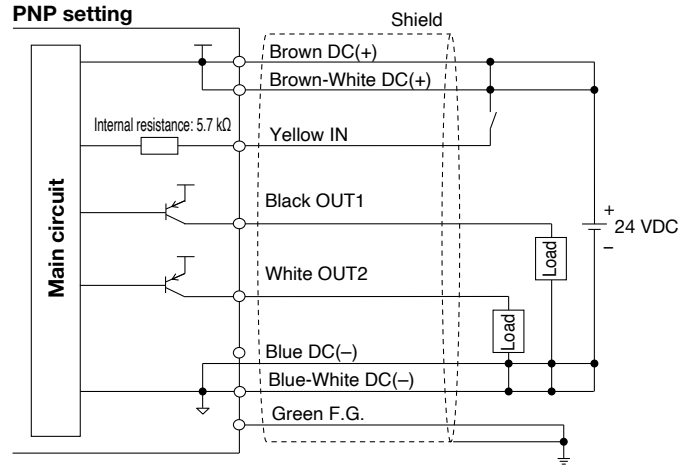 PNP setting
Shield
Brown DC(+)
Brown-White DC(+)
Internal resistance: 5.7 kΩ
Yellow IN
Main circuit
Black OUT1
+
24 VDC
–
Load
White OUT2
Load
Blue DC(–)
Blue-White DC(–)
Green F.G.